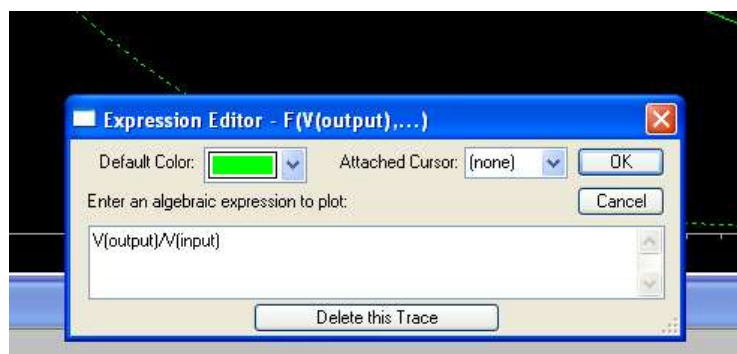 Expression Editor - F(V(output),...)
Default Color: Attached Cursor: (none) OK
Enter an algebraic expression to plot: Cancel
V(output)/V(input)
Delete this Trace